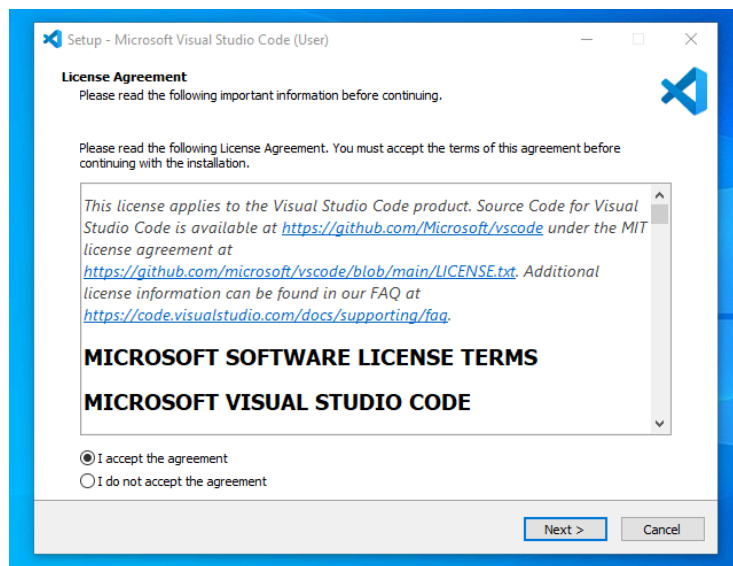 Setup - Microsoft Visual Studio Code (User)
License Agreement
Please read the following important information before continuing.
Please read the following License Agreement. You must accept the terms of this agreement before
continuing with the installation.
This license applies to the Visual Studio Code product. Source Code for Visual
Studio Code is available at https://github.com/Microsoft/vscode under the MIT
license agreement at
https://github.com/microsoft/vscode/blob/main/LICENSE.txt. Additional
license information can be found in our FAQ at
https://code.visualstudio.com/docs/supporting/faq.
MICROSOFT SOFTWARE LICENSE TERMS
MICROSOFT VISUAL STUDIO CODE
I accept the agreement
I do not accept the agreement
Next >
Cancel